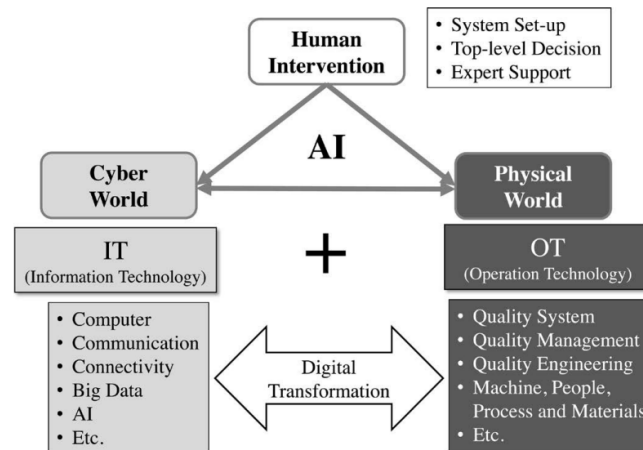 Human
Intervention
• System Set-up
• Top-level Decision
• Expert Support
AI
Cyber
World
Physical
World
IT
(Information Technology)
+
OT
(Operation Technology)
• Computer
• Communication
• Connectivity
• Big Data
• AI
• Etc.
Digital
Transformation
• Quality System
• Quality Management
• Quality Engineering
• Machine, People,
Process and Materials
• Etc.